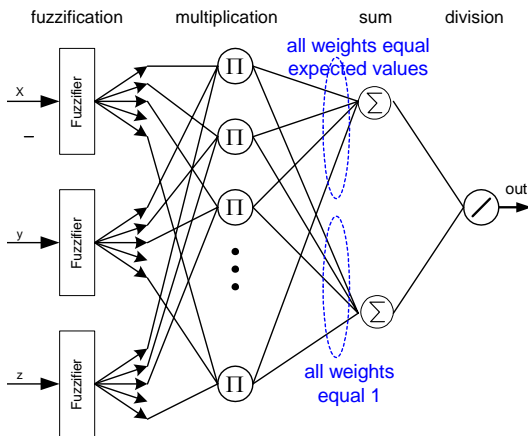 fuzzification multiplication sum division
all weights equal
expected values
X
Fuzzifier
Π
Σ
Π
out
y
Fuzzifier
Π
z
Fuzzifier
Σ
Π
all weights
equal 1